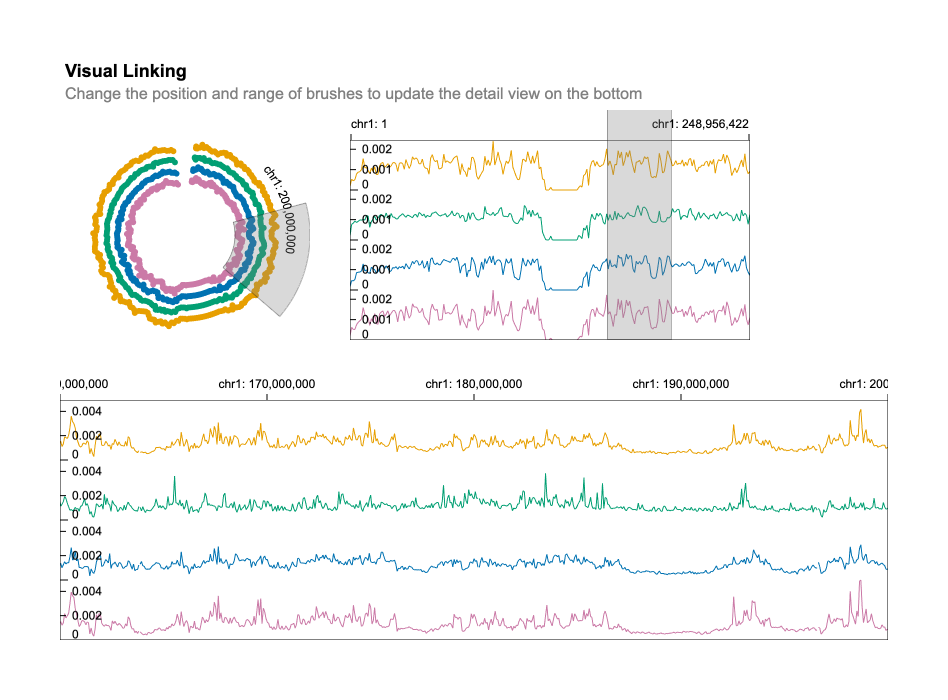 Visual Linking
Change the position and range of brushes to update the detail view on the bottom
chr1: 1
chr1: 248,956,422
chr1: 200,000,000
0.002
0.001
0
0.002
0.001
0
0.002
0.001
0
0.002
0.001
0
0,000,000
chr1: 170,000,000
chr1: 180,000,000
chr1: 190,000,000
chr1: 200
0.004
0.002
0
0.004
0.002
0
0.004
0.002
0
0.004
0.002
0